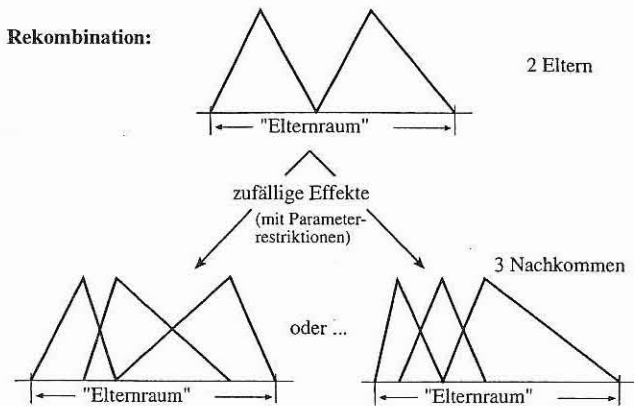 Rekombination:
2 Eltern
"Elternraum"
zufällige Effekte
(mit Parameter-
restriktionen)
3 Nachkommen
oder ...
"Elternraum"
"Elternraum"